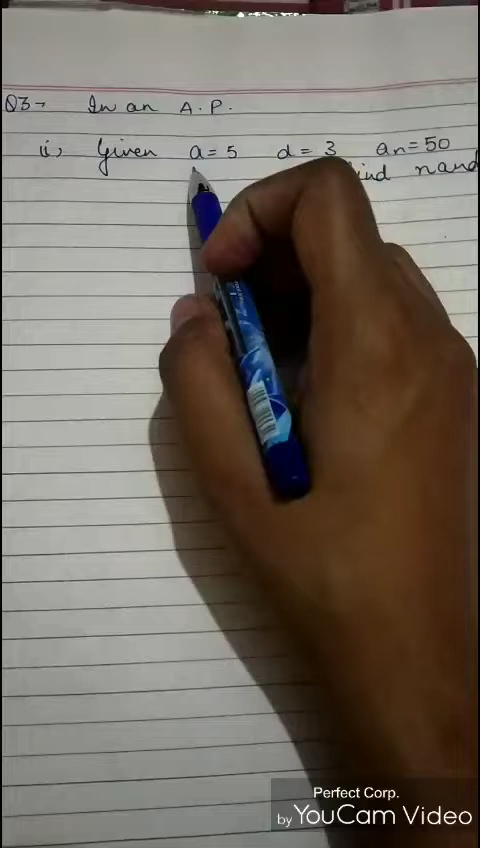 Q3→ In an A.P.
i) Given a = 5 d = 3 an = 50
find n and
Perfect Corp.
by YouCam Video